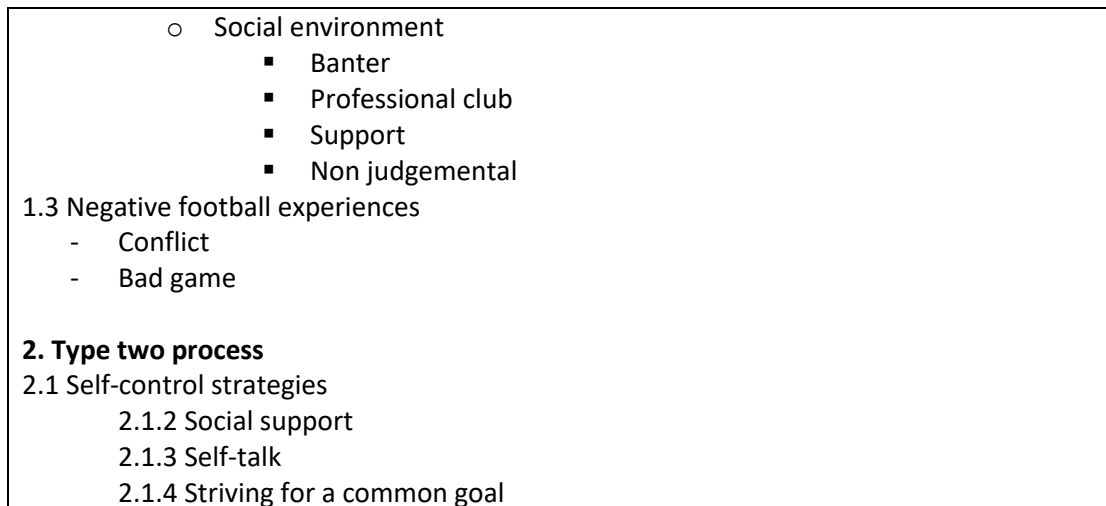 o Social environment
▪ Banter
▪ Professional club
▪ Support
▪ Non judgemental
1.3 Negative football experiences
- Conflict
- Bad game
2. Type two process
2.1 Self-control strategies
2.1.2 Social support
2.1.3 Self-talk
2.1.4 Striving for a common goal